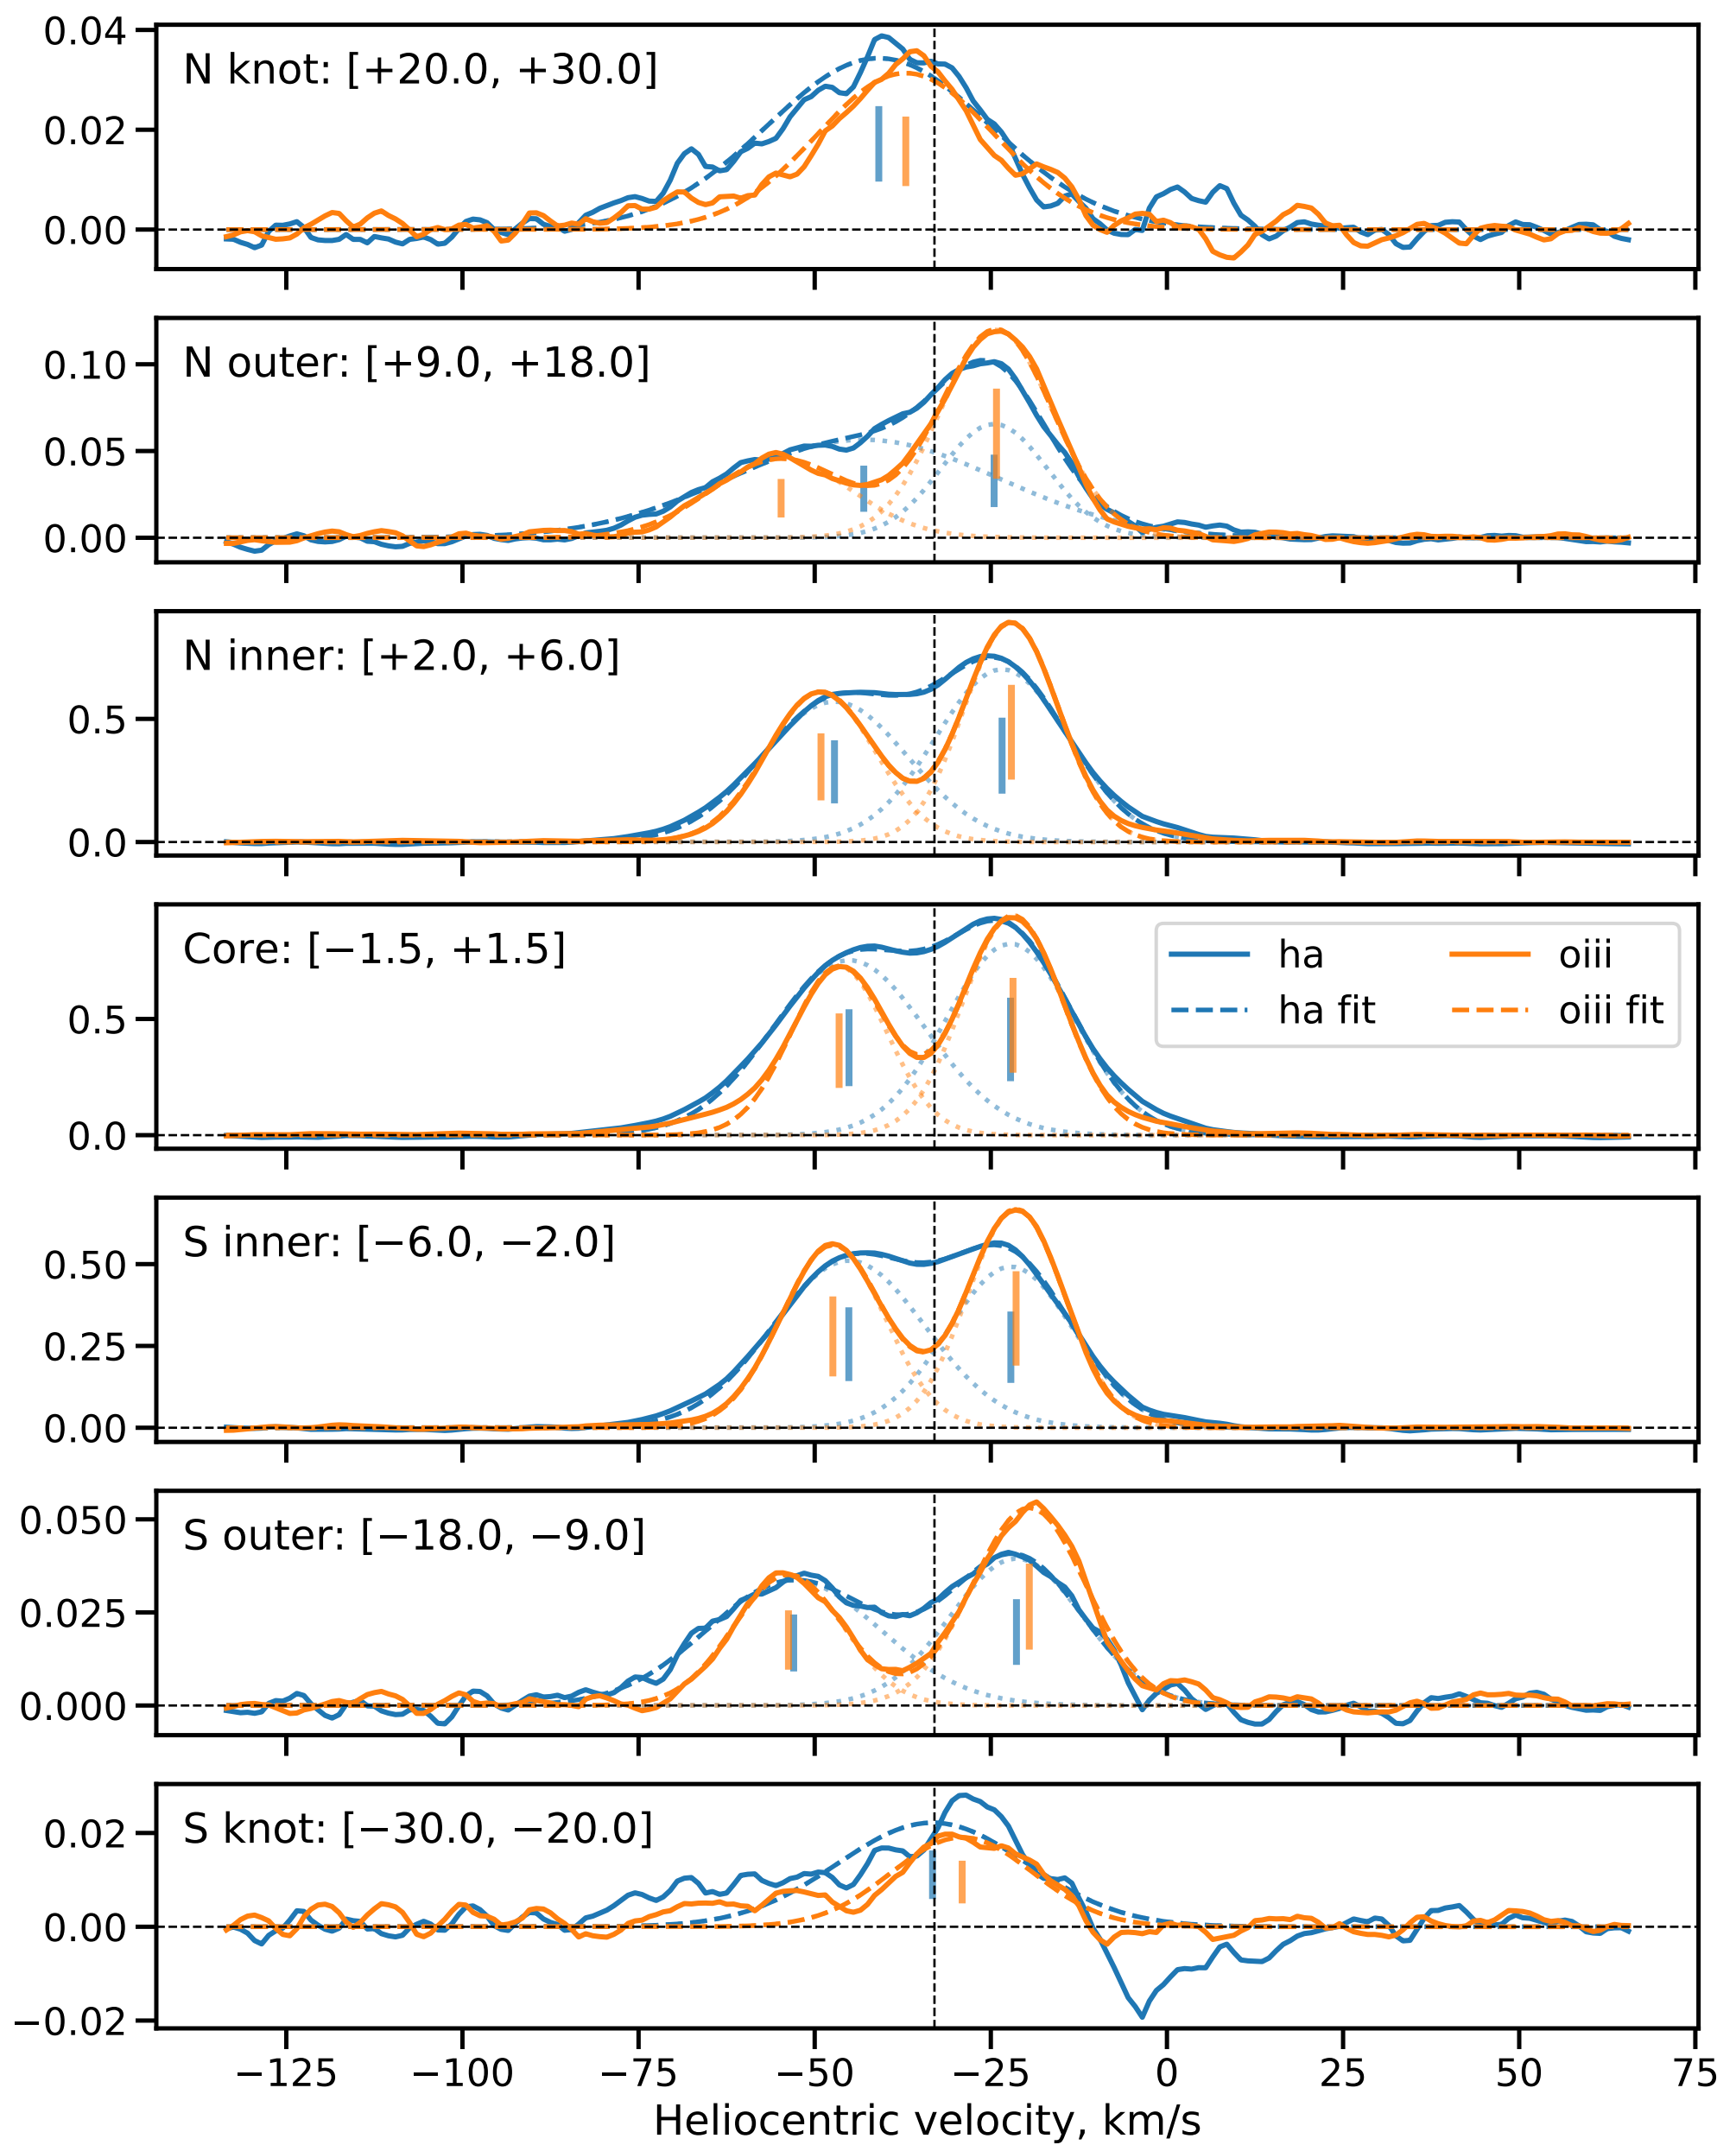 0.04
N knot: [+20.0, +30.0]
0.02
0.00
N outer: [+9.0, +18.0]
0.10
0.05
0.00
N inner: [+2.0, +6.0]
0.5
0.0
Core: [−1.5, +1.5]
ha
oiii
ha fit
oiii fit
0.5
0.0
S inner: [−6.0, −2.0]
0.50
0.25
0.00
S outer: [−18.0, −9.0]
0.050
0.025
0.000
S knot: [−30.0, −20.0]
0.02
0.00
−0.02
−125 −100 −75 −50 −25 0 25 50 75
Heliocentric velocity, km/s